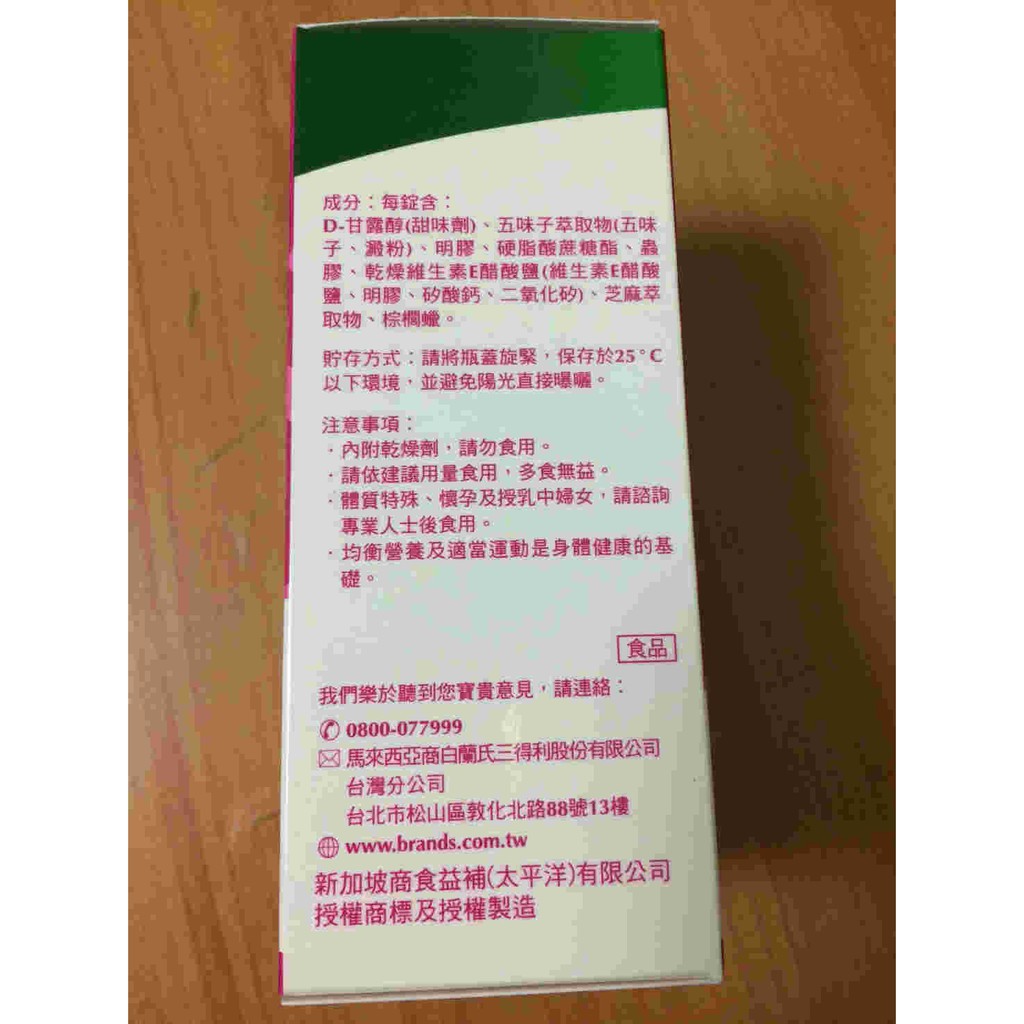 成分：每錠含：
D-甘露醇(甜味劑)、五味子萃取物(五味
子、澱粉)、明膠、硬脂酸蔗糖酯、蟲
膠、乾燥維生素E醋酸鹽(維生素E醋酸
鹽、明膠、矽酸鈣、二氧化矽)、芝麻萃
取物、棕櫚蠟。
貯存方式：請將瓶蓋旋緊，保存於25°C
以下環境，並避免陽光直接曝曬。
注意事項：
·內附乾燥劑，請勿食用。
·請依建議用量食用，多食無益。
·體質特殊、懷孕及授乳中婦女，請諮詢
專業人士後食用。
·均衡營養及適當運動是身體健康的基
礎。
食品
我們樂於聽到您寶貴意見，請連絡：
0800-077999
馬來西亞商白蘭氏三得利股份有限公司
台灣分公司
台北市松山區敦化北路88號13樓
www.brands.com.tw
新加坡商食益補(太平洋)有限公司
授權商標及授權製造